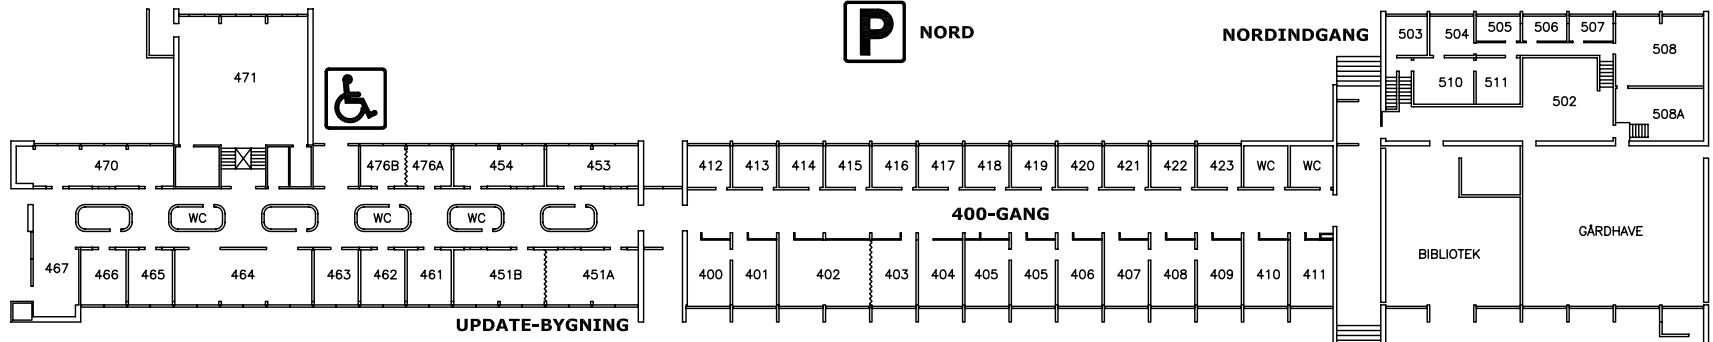 P NORD
NORDINDGANG
503 504 505 506 507
508
471
510 511
502
508A
470 476B 476A 454 453
412 413 414 415 416 417 418 419 420 421 422 423 WC WC
WC WC WC
400-GANG
GÅRDHAVE
BIBLIOTEK
467 466 465 464 463 462 461 451B 451A
400 401 402 403 404 405 405 406 407 408 409 410 411
UPDATE-BYGNING